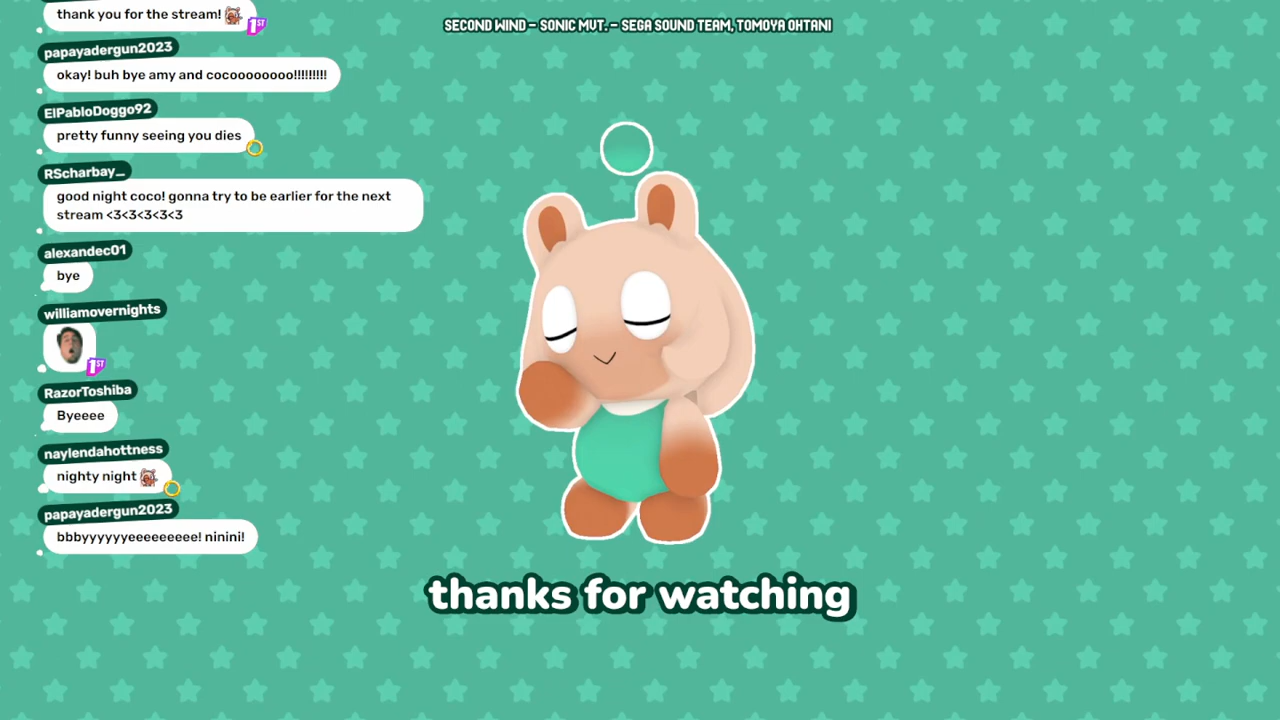 SECOND WIND - SONIC MVT. - SEGA SOUND TEAM, TOMOYA OHTANI
thank you for the stream!
1ST
papayadergun2023
okay! buh bye amy and cocoooooooo!!!!!!!!!
ElPabloDoggo92
pretty funny seeing you dies
RScharbay_
good night coco! gonna try to be earlier for the next
stream <3<3<3<3<3
alexandec01
bye
williamovernights
1ST
RazorToshiba
Byeeee
naylendahottness
nighty night
papayadergun2023
bbbyyyyyyeeeeeeeee! ninini!
thanks for watching